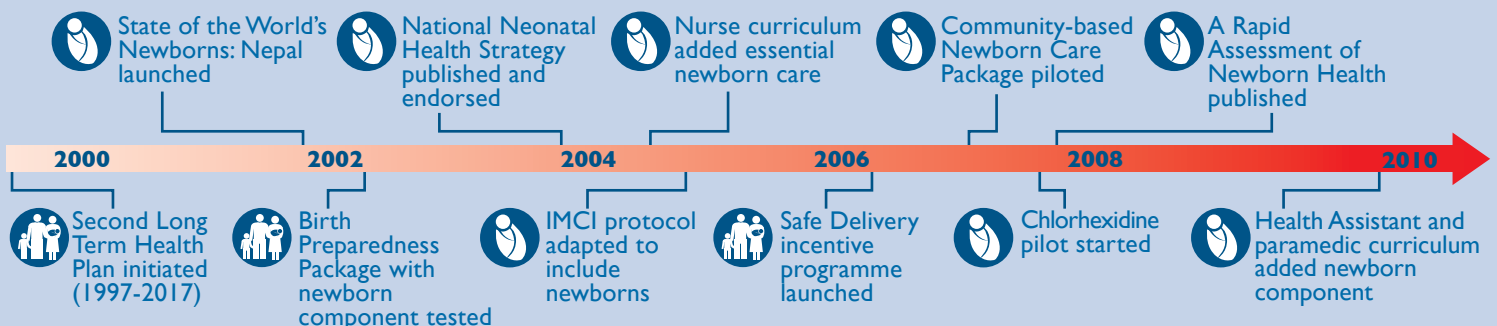 State of the World's
Newborns: Nepal
launched
National Neonatal
Health Strategy
published and
endorsed
Nurse curriculum
added essential
newborn care
Community-based
Newborn Care
Package piloted
A Rapid
Assessment of
Newborn Health
published
2000
2002
2004
2006
2008
2010
Second Long
Term Health
Plan initiated
(1997-2017)
Birth
Preparedness
Package with
newborn
component tested
IMCI protocol
adapted to
include
newborns
Safe Delivery
incentive
programme
launched
Chlorhexidine
pilot started
Health Assistant and
paramedic curriculum
added newborn
component